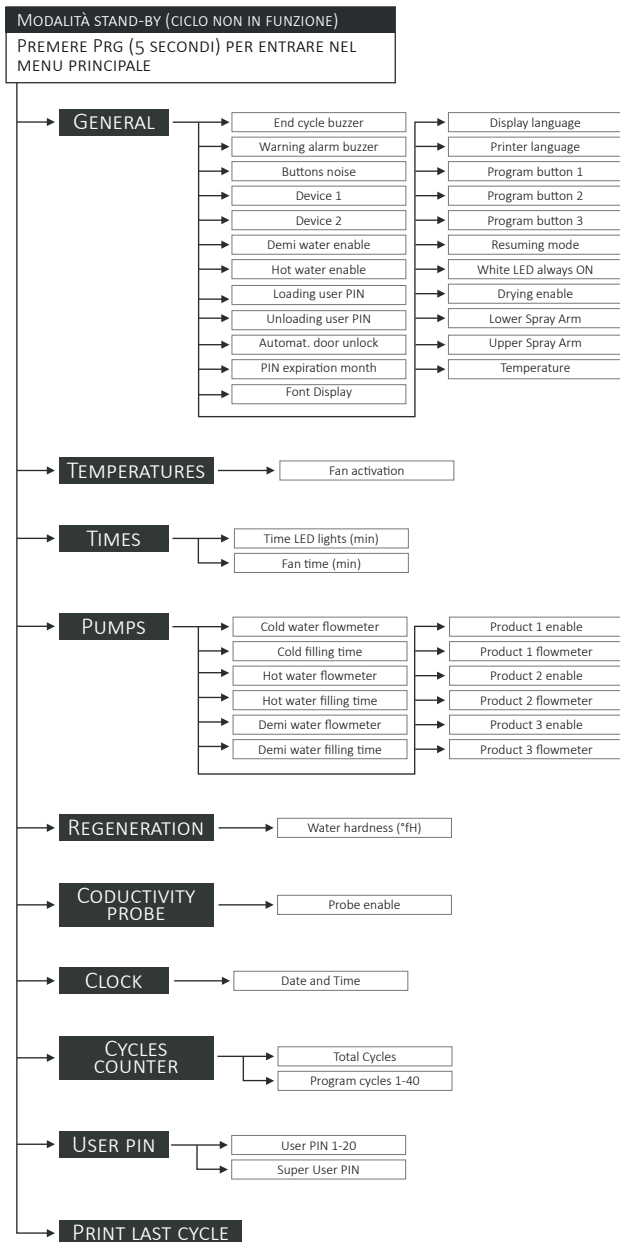 MODALITÀ STAND-BY (CICLO NON IN FUNZIONE)
PREMERE PRG (5 SECONDI) PER ENTRARE NEL
MENU PRINCIPALE
GENERAL
End cycle buzzer
Warning alarm buzzer
Buttons noise
Device 1
Device 2
Demi water enable
Hot water enable
Loading user PIN
Unloading user PIN
Automat. door unlock
PIN expiration month
Font Display
Display language
Printer language
Program button 1
Program button 2
Program button 3
Resuming mode
White LED always ON
Drying enable
Lower Spray Arm
Upper Spray Arm
Temperature
TEMPERATURES
Fan activation
TIMES
Time LED lights (min)
Fan time (min)
PUMPS
Cold water flowmeter
Cold filling time
Hot water flowmeter
Hot water filling time
Demi water flowmeter
Demi water filling time
Product 1 enable
Product 1 flowmeter
Product 2 enable
Product 2 flowmeter
Product 3 enable
Product 3 flowmeter
REGENERATION
Water hardness (°fH)
CODUCTIVITY
PROBE
Probe enable
CLOCK
Date and Time
CYCLES
COUNTER
Total Cycles
Program cycles 1-40
USER PIN
User PIN 1-20
Super User PIN
PRINT LAST CYCLE